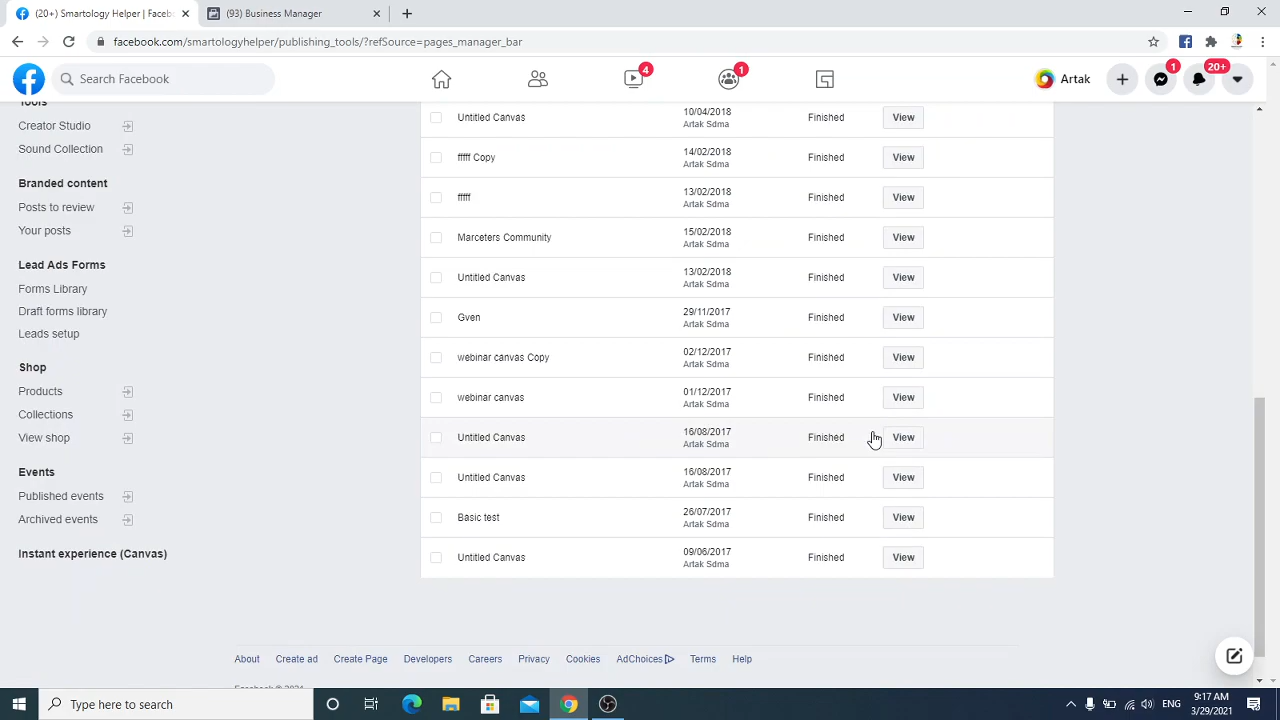 (20+) Smartology Helper | Faceb
(93) Business Manager
facebook.com/smartologyhelper/publishing_tools/?refSource=pages_manager_bar
Search Facebook
4
1
Artak
1
20+
Tools
Creator Studio
Sound Collection
Branded content
Posts to review
Your posts
Lead Ads Forms
Forms Library
Draft forms library
Leads setup
Shop
Products
Collections
View shop
Events
Published events
Archived events
Instant experience (Canvas)
Untitled Canvas 10/04/2018 Finished View
Artak Sdma
fffff Copy 14/02/2018 Finished View
Artak Sdma
fffff 13/02/2018 Finished View
Artak Sdma
Marceters Community 15/02/2018 Finished View
Artak Sdma
Untitled Canvas 13/02/2018 Finished View
Artak Sdma
Gven 29/11/2017 Finished View
Artak Sdma
webinar canvas Copy 02/12/2017 Finished View
Artak Sdma
webinar canvas 01/12/2017 Finished View
Artak Sdma
Untitled Canvas 16/08/2017 Finished View
Artak Sdma
Untitled Canvas 16/08/2017 Finished View
Artak Sdma
Basic test 26/07/2017 Finished View
Artak Sdma
Untitled Canvas 09/06/2017 Finished View
Artak Sdma
About Create ad Create Page Developers Careers Privacy Cookies AdChoices Terms Help
Type here to search
ENG
9:17 AM
3/29/2021